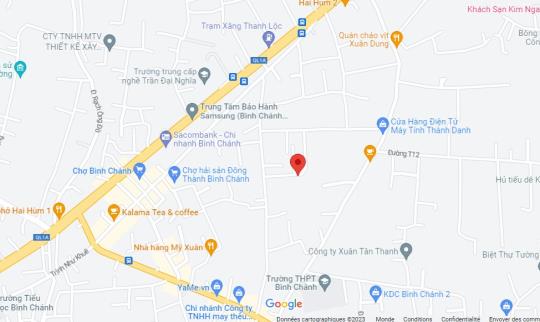 Hai Hùm 2
Khách Sạn Kim Nga
Trạm Xăng Thanh Lộc
CTY TNHH MTV
THIẾT KẾ XÂY...
Quán cháo vịt
Xuân Dung
Bông
QL1A
Trường trung cấp
nghề Trần Đại Nghĩa
Trung Tâm Bảo Hành
Samsung (Bình Chánh...
Cửa Hàng Điện Tử
Máy Tính Thành Danh
Sacombank - Chi
nhánh Bình Chánh
Đường T12
Chợ Bình Chánh
Chợ hải sản Đông
Thành Bình Chánh
Hủ tiếu dê
phở Hai Hùm 1
Kalama Tea & coffee
QL1A
Trịnh Như Khuê
Nhà hàng Mỹ Xuân
Công ty Xuân Tân Thanh
Biệt Thự Tường
Trường THPT
Bình Chánh
YaMe.vn
KDC Bình Chánh 2
Trường Tiểu
học Bình Chánh
Chi nhánh Công ty
TNHH may thêu...
Google
Données cartographiques ©2023
Monde
Conditions
Confidentialité
Envoyer des comme